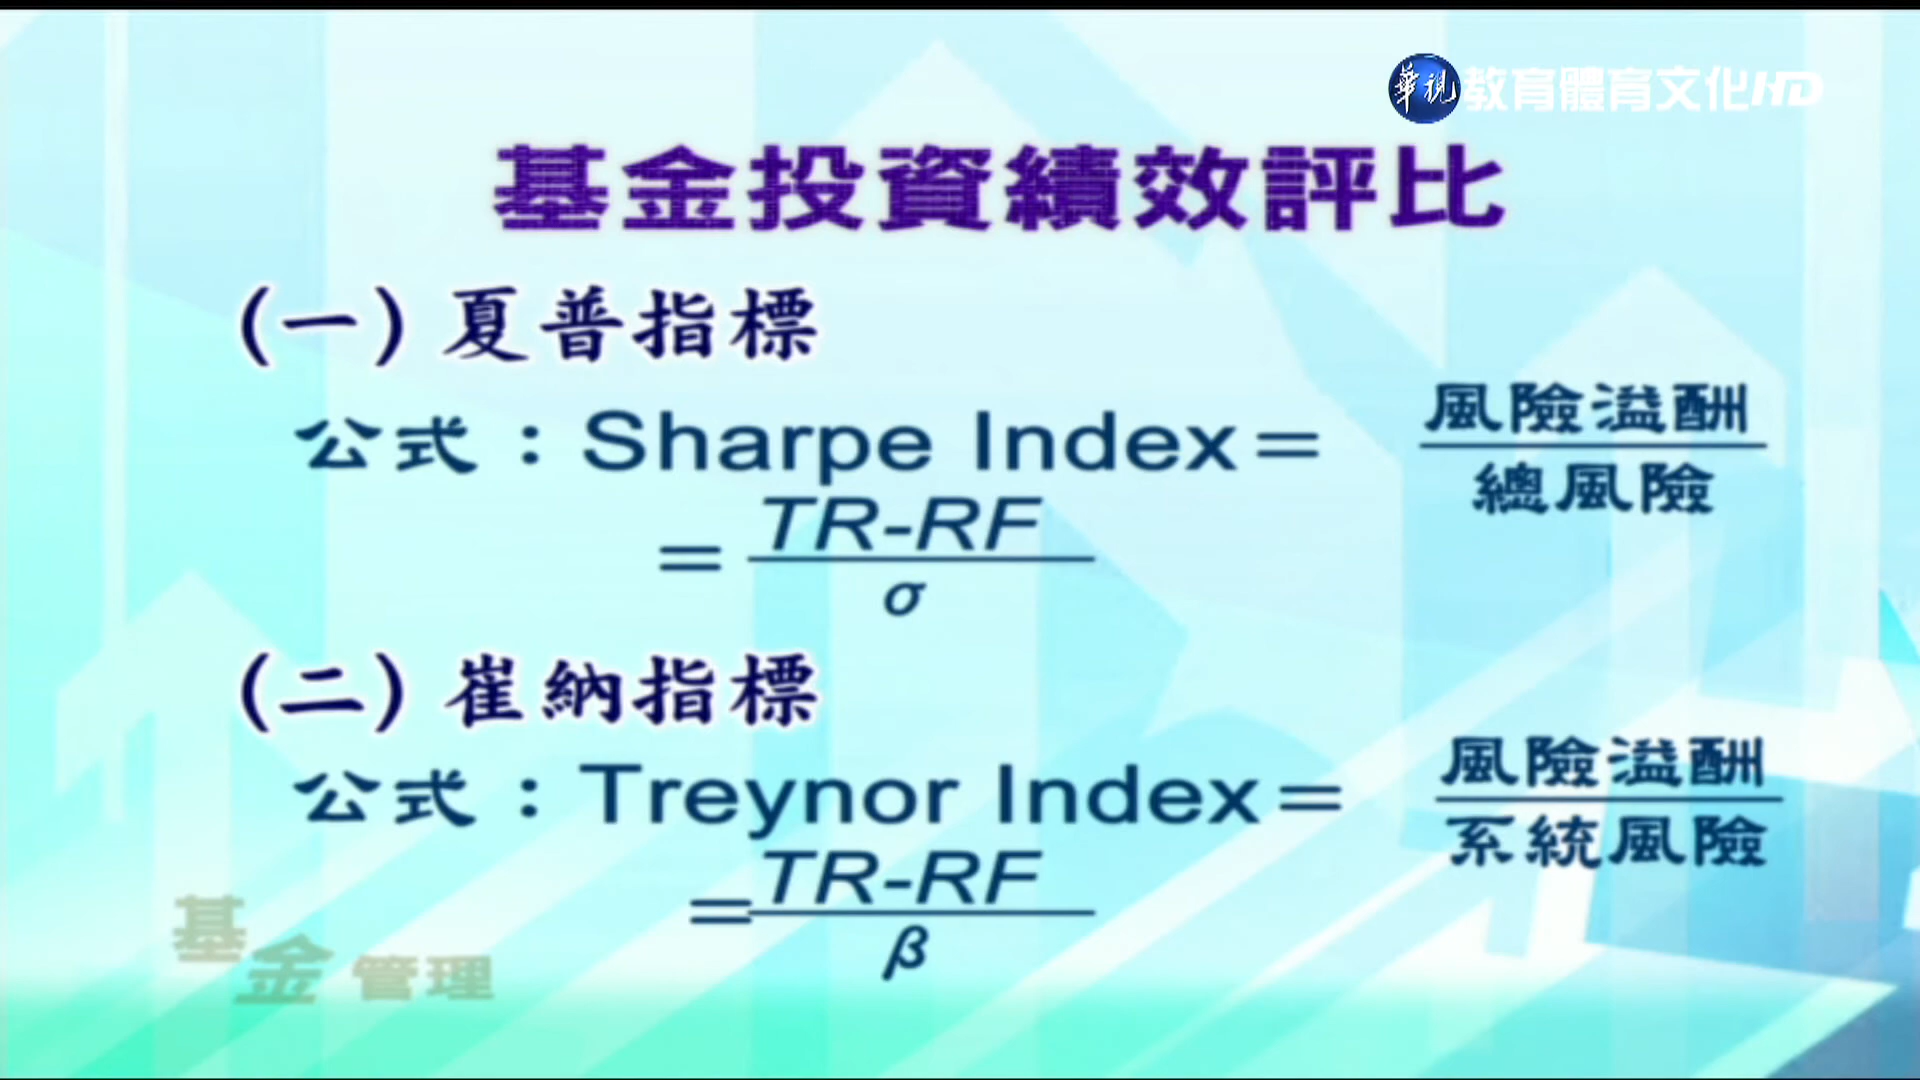 華視 教育體育文化HD
基金投資績效評比
(一) 夏普指標
公式：Sharpe Index= 風險溢酬
總風險
= TR-RF
σ
(二) 崔納指標
公式：Treynor Index= 風險溢酬
系統風險
= TR-RF
β
基金管理